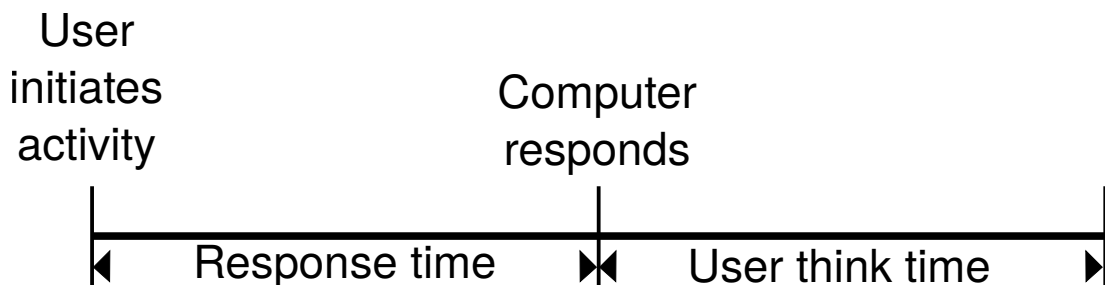 User
initiates
activity
Computer
responds
Response time
User think time